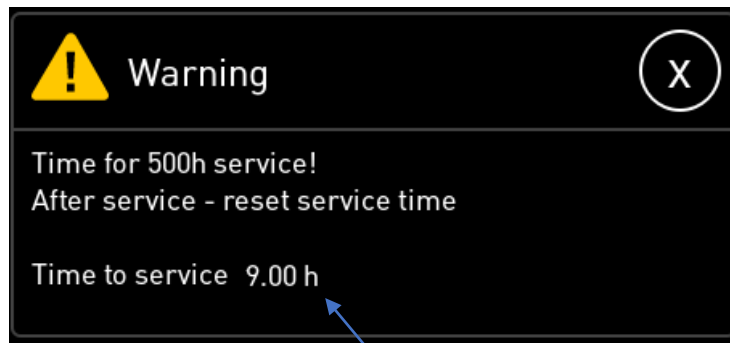 Warning
X
Time for 500h service!
After service - reset service time
Time to service 9.00 h